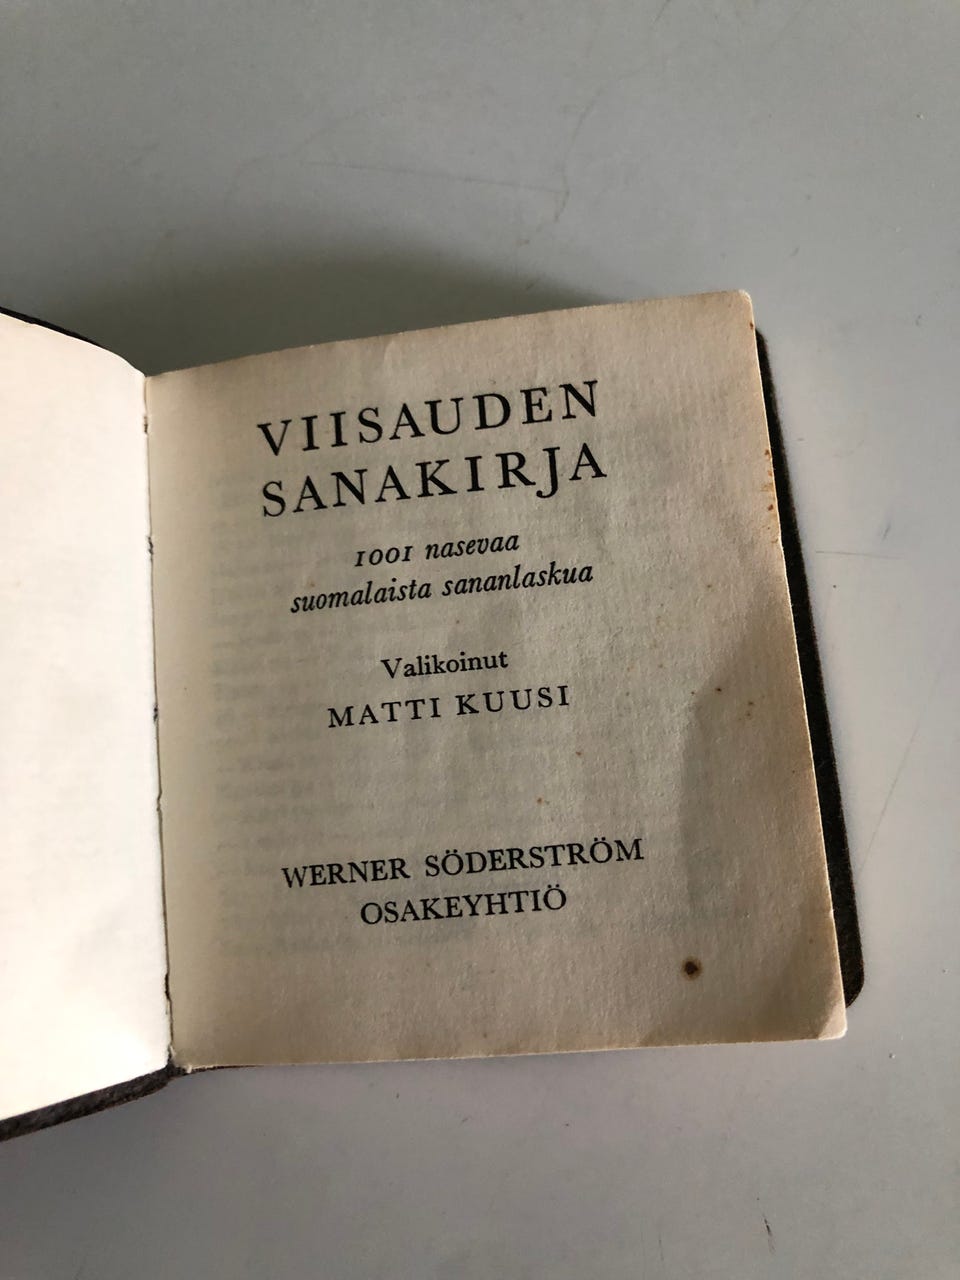 VIISAUDEN
SANAKIRJA
1001 nasevaa
suomalaista sananlaskua
Valikoinut
MATTI KUUSI
WERNER SÖDERSTRÖM
OSAKEYHTIÖ